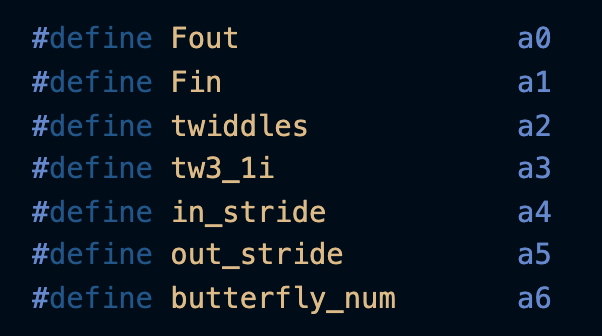 #define Fout a0
#define Fin a1
#define twiddles a2
#define tw3_1i a3
#define in_stride a4
#define out_stride a5
#define butterfly_num a6